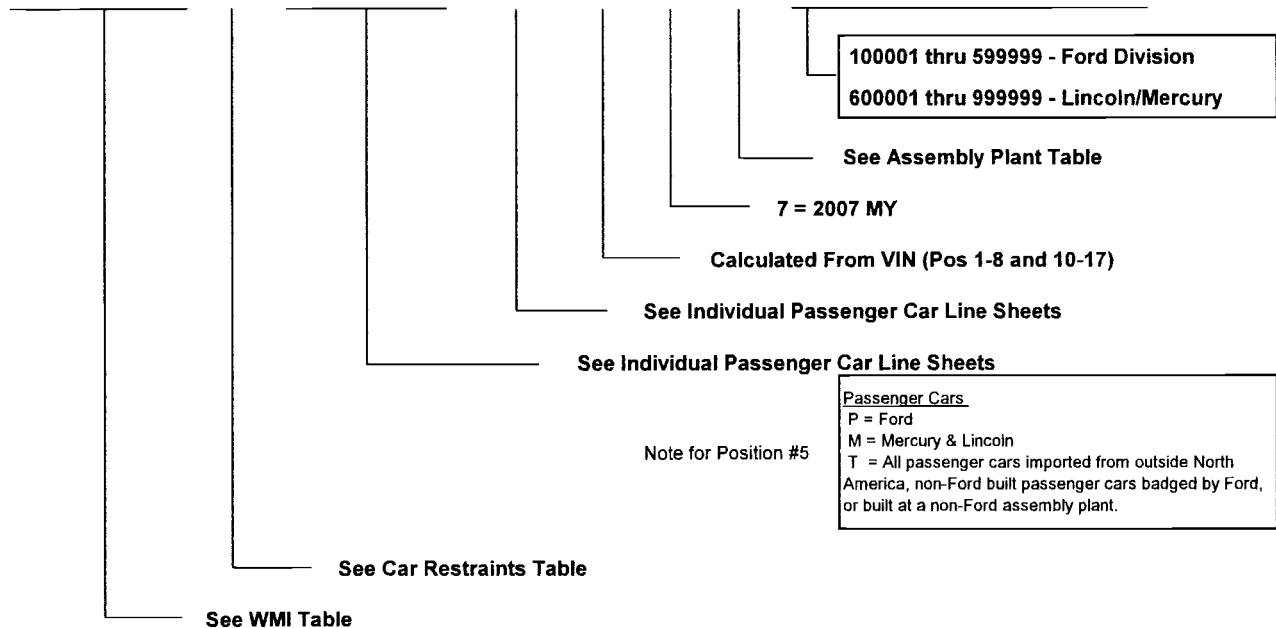 100001 thru 599999 - Ford Division
600001 thru 999999 - Lincoln/Mercury
See Assembly Plant Table
7 = 2007 MY
Calculated From VIN (Pos 1-8 and 10-17)
See Individual Passenger Car Line Sheets
See Individual Passenger Car Line Sheets
Note for Position #5
Passenger Cars
P = Ford
M = Mercury & Lincoln
T = All passenger cars imported from outside North
America, non-Ford built passenger cars badged by Ford,
or built at a non-Ford assembly plant.
See Car Restraints Table
See WMI Table